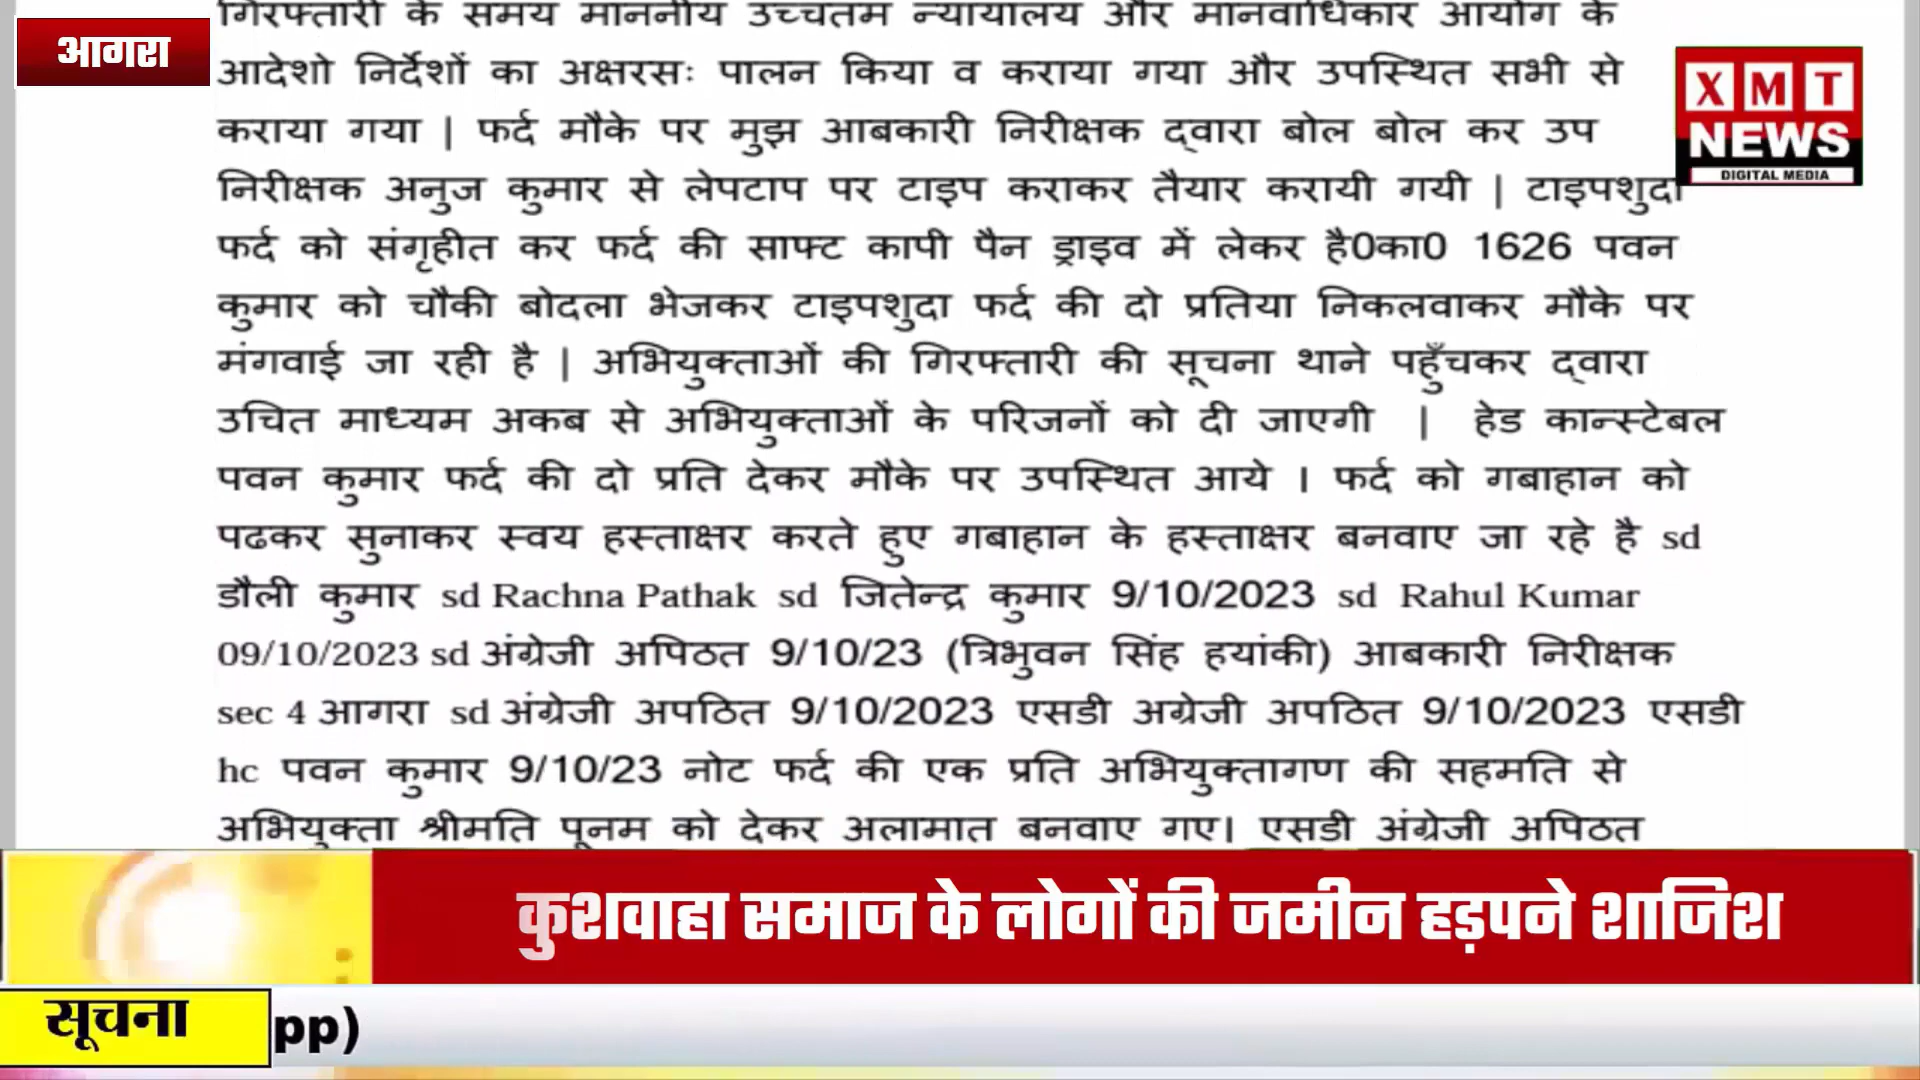 गिरफ्तारी के समय माननीय उच्चतम न्यायालय और मानवाधिकार आयोग के
आगरा
आदेशो निर्देशों का अक्षरसः पालन किया व कराया गया और उपस्थित सभी से
XMT
NEWS
DIGITAL MEDIA
कराया गया | फर्द मौके पर मुझ आबकारी निरीक्षक द्वारा बोल बोल कर उप
निरीक्षक अनुज कुमार से लेपटाप पर टाइप कराकर तैयार करायी गयी | टाइपशुदा
फर्द को संगृहीत कर फर्द की साफ्ट कापी पैन ड्राइव में लेकर है0का0 1626 पवन
कुमार को चौकी बोदला भेजकर टाइपशुदा फर्द की दो प्रतिया निकलवाकर मौके पर
मंगवाई जा रही है | अभियुक्ताओं की गिरफ्तारी की सूचना थाने पहुँचकर द्वारा
उचित माध्यम अकब से अभियुक्ताओं के परिजनों को दी जाएगी | हेड कान्स्टेबल
पवन कुमार फर्द की दो प्रति देकर मौके पर उपस्थित आये । फर्द को गबाहान को
पढकर सुनाकर स्वय हस्ताक्षर करते हुए गबाहान के हस्ताक्षर बनवाए जा रहे है sd
डौली कुमार sd Rachna Pathak sd जितेन्द्र कुमार 9/10/2023 sd Rahul Kumar
09/10/2023 sd अंग्रेजी अपिठत 9/10/23 (त्रिभुवन सिंह हयांकी) आबकारी निरीक्षक
sec 4 आगरा sd अंग्रेजी अपठित 9/10/2023 एसडी अग्रेजी अपठित 9/10/2023 एसडी
hc पवन कुमार 9/10/23 नोट फर्द की एक प्रति अभियुक्तागण की सहमति से
अभियुक्ता श्रीमति पूनम को देकर अलामात बनवाए गए। एसडी अंग्रेजी अपिठत
कुशवाहा समाज के लोगों की जमीन हड़पने शाजिश
सूचना
pp)